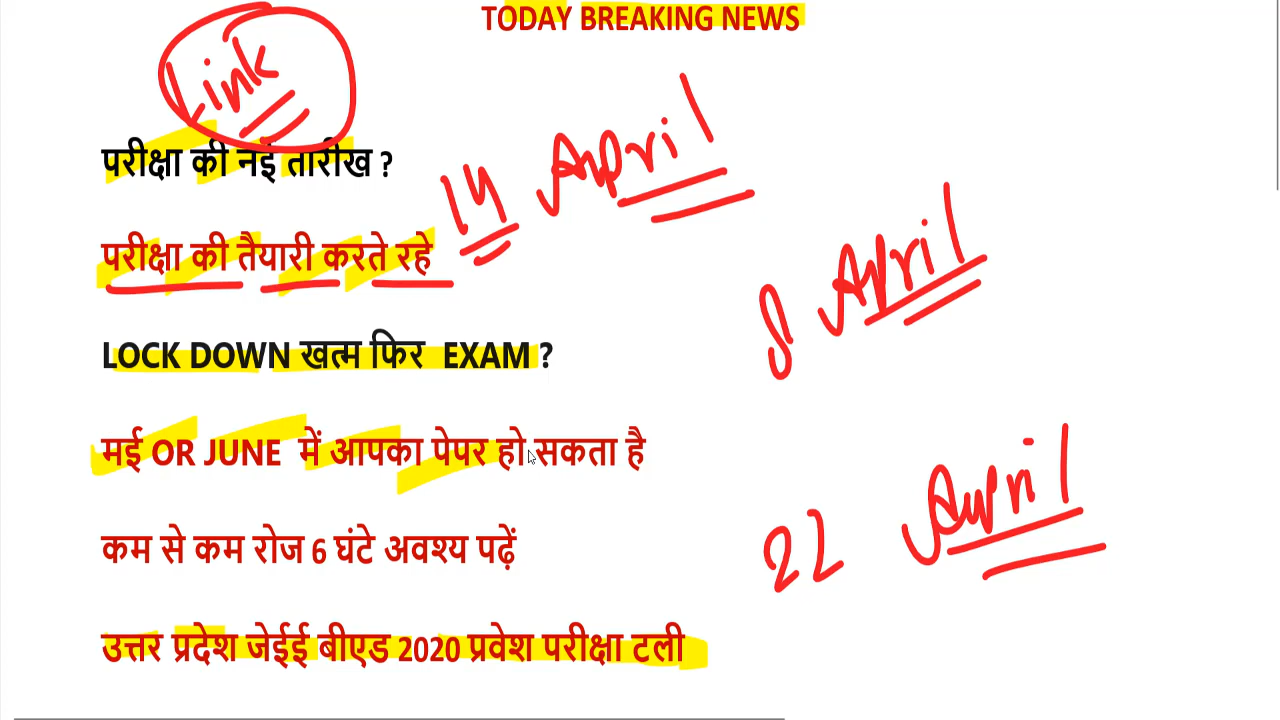 TODAY BREAKING NEWS
Link
परीक्षा की नई तारीख ?
14 April
परीक्षा की तैयारी करते रहे
8 April
LOCK DOWN खत्म फिर EXAM ?
मई OR JUNE में आपका पेपर हो सकता है
22 April
कम से कम रोज 6 घंटे अवश्य पढ़ें
उत्तर प्रदेश जेईई बीएड 2020 प्रवेश परीक्षा टली